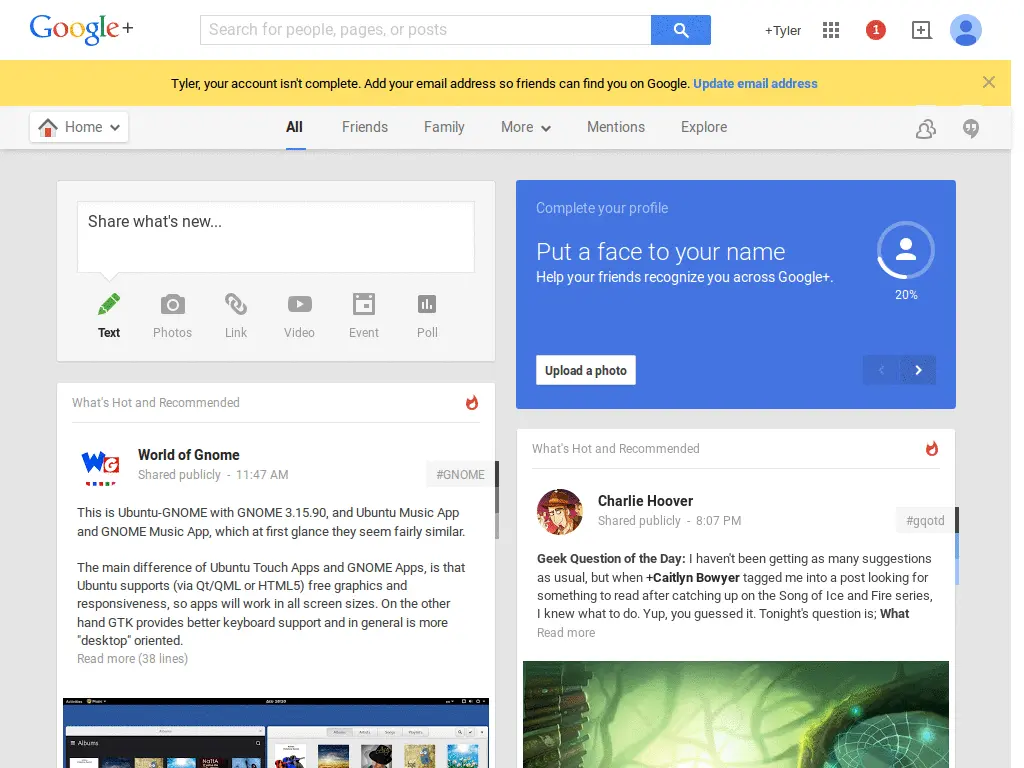 Google+
Search for people, pages, or posts
+Tyler
1
Tyler, your account isn't complete. Add your email address so friends can find you on Google. Update email address
Home
All
Friends
Family
More
Mentions
Explore
Share what's new...
Text
Photos
Link
Video
Event
Poll
Complete your profile
Put a face to your name
Help your friends recognize you across Google+.
20%
Upload a photo
What's Hot and Recommended
World of Gnome
Shared publicly - 11:47 AM
#GNOME
This is Ubuntu-GNOME with GNOME 3.15.90, and Ubuntu Music App
and GNOME Music App, which at first glance they seem fairly similar.
The main difference of Ubuntu Touch Apps and GNOME Apps, is that
Ubuntu supports (via Qt/QML or HTML5) free graphics and
responsiveness, so apps will work in all screen sizes. On the other
hand GTK provides better keyboard support and in general is more
"desktop" oriented.
Read more (38 lines)
Activities
Albums
Albums
Artists
Songs
Playlists
What's Hot and Recommended
Charlie Hoover
Shared publicly - 8:07 PM
#gqotd
Geek Question of the Day: I haven't been getting as many suggestions
as usual, but when +Caitlyn Bowyer tagged me into a post looking for
something to read after catching up on the Song of Ice and Fire series,
I knew what to do. Yup, you guessed it. Tonight's question is; What
Read more